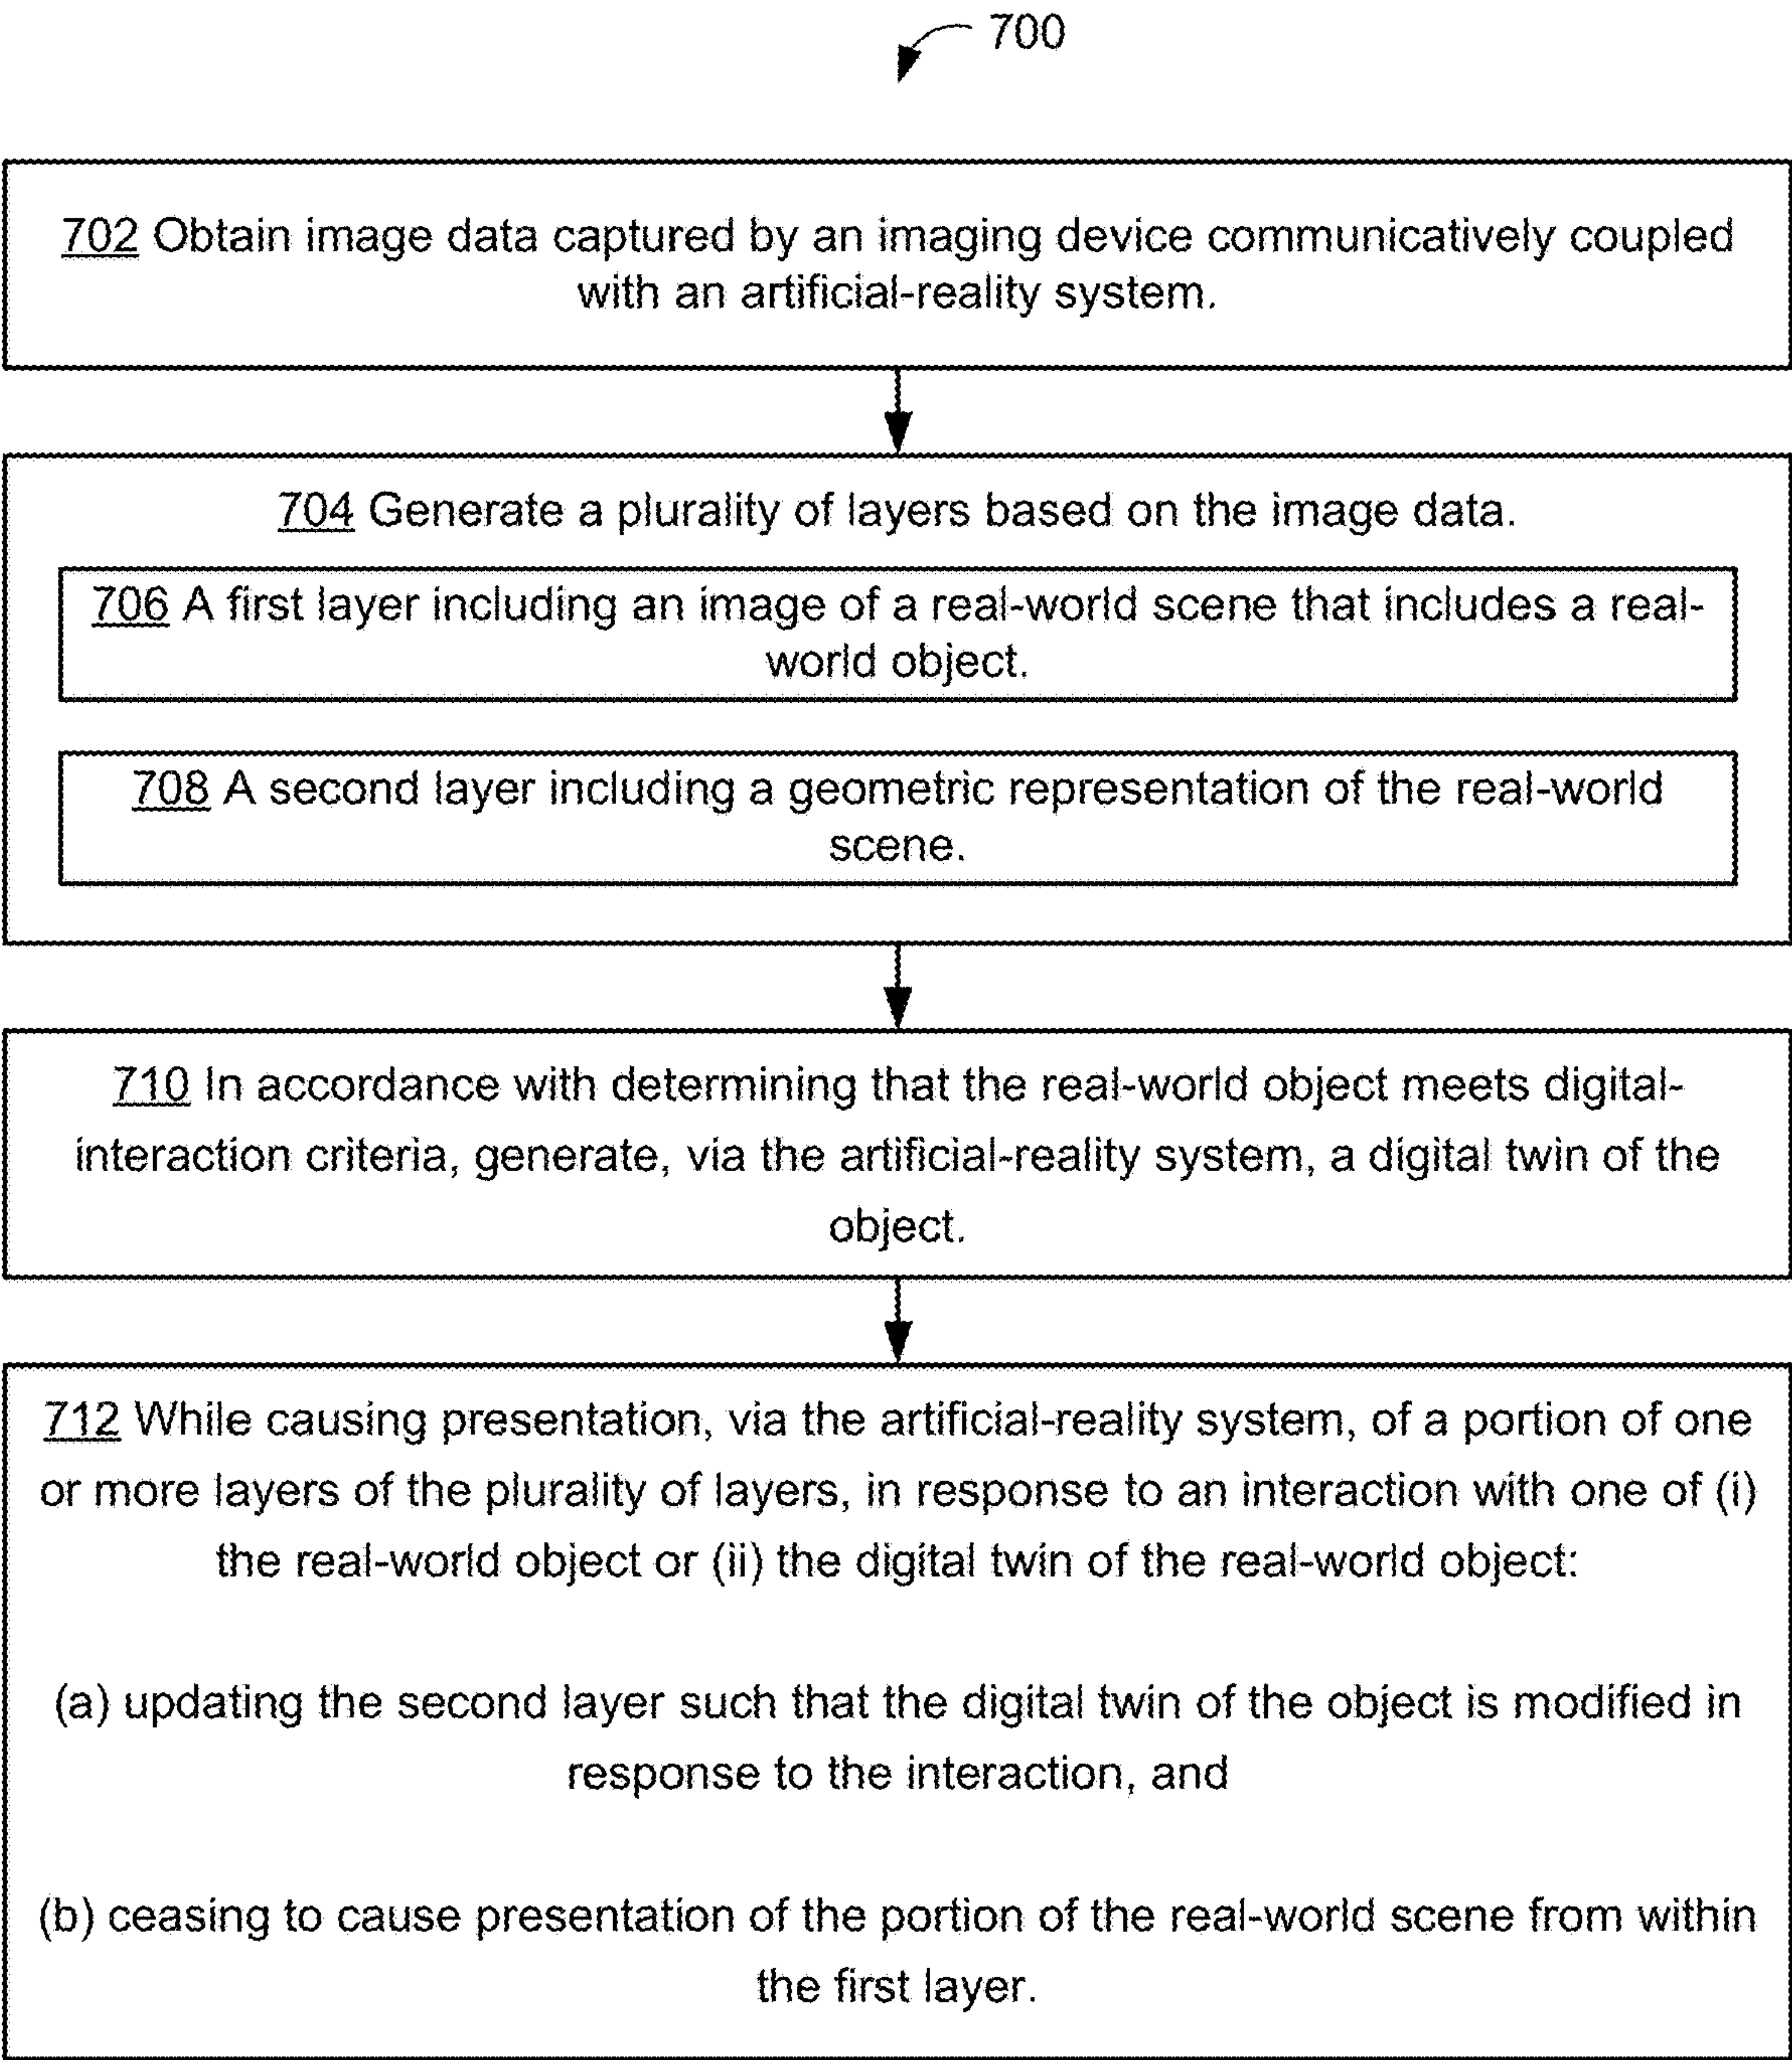 700
702 Obtain image data captured by an imaging device communicatively coupled
with an artificial-reality system.
704 Generate a plurality of layers based on the image data.
706 A first layer including an image of a real-world scene that includes a real-
world object.
708 A second layer including a geometric representation of the real-world
scene.
710 In accordance with determining that the real-world object meets digital-
interaction criteria, generate, via the artificial-reality system, a digital twin of the
object.
712 While causing presentation, via the artificial-reality system, of a portion of one
or more layers of the plurality of layers, in response to an interaction with one of (i)
the real-world object or (ii) the digital twin of the real-world object:
(a) updating the second layer such that the digital twin of the object is modified in
response to the interaction, and
(b) ceasing to cause presentation of the portion of the real-world scene from within
the first layer.